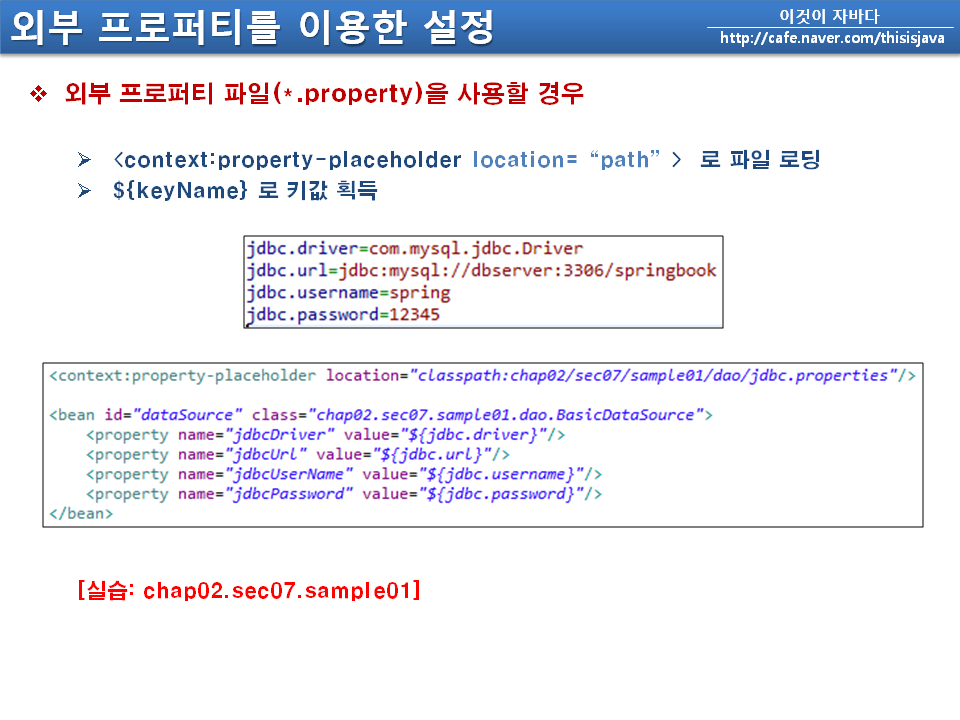 외부 프로퍼티를 이용한 설정
이것이 자바다
http://cafe.naver.com/thisisjava
외부 프로퍼티 파일(*.property)을 사용할 경우
<context:property-placeholder location= “path” > 로 파일 로딩
${keyName} 로 키값 획득
jdbc.driver=com.mysql.jdbc.Driver
jdbc.url=jdbc:mysql://dbserver:3306/springbook
jdbc.username=spring
jdbc.password=12345
<context:property-placeholder location="classpath:chap02/sec07/sample01/dao/jdbc.properties"/>
<bean id="dataSource" class="chap02.sec07.sample01.dao.BasicDataSource">
<property name="jdbcDriver" value="${jdbc.driver}"/>
<property name="jdbcUrl" value="${jdbc.url}"/>
<property name="jdbcUserName" value="${jdbc.username}"/>
<property name="jdbcPassword" value="${jdbc.password}"/>
</bean>
[실습: chap02.sec07.sample01]